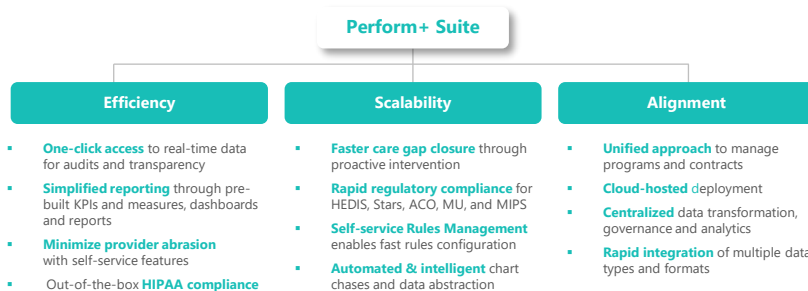 Perform+ Suite
Efficiency
▪ One-click access to real-time data
for audits and transparency
▪ Simplified reporting through pre-
built KPIs and measures, dashboards
and reports
▪ Minimize provider abrasion
with self-service features
▪ Out-of-the-box HIPAA compliance
Scalability
▪ Faster care gap closure through
proactive intervention
▪ Rapid regulatory compliance for
HEDIS, Stars, ACO, MU, and MIPS
▪ Self-service Rules Management
enables fast rules configuration
▪ Automated & intelligent chart
chases and data abstraction
Alignment
▪ Unified approach to manage
programs and contracts
▪ Cloud-hosted deployment
▪ Centralized data transformation,
governance and analytics
▪ Rapid integration of multiple data
types and formats